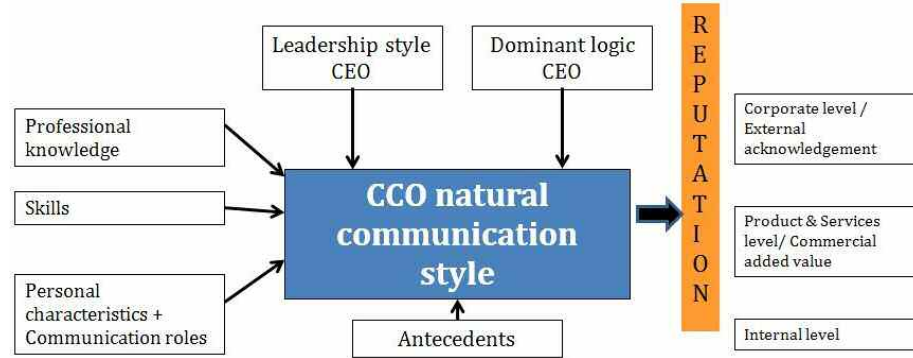 Leadership style
CEO
Dominant logic
CEO
Professional
knowledge
Skills
Personal
characteristics +
Communication roles
CCO natural
communication
style
Antecedents
R
E
P
U
T
A
T
I
O
N
Corporate level /
External
acknowledgement
Product & Services
level/ Commercial
added value
Internal level